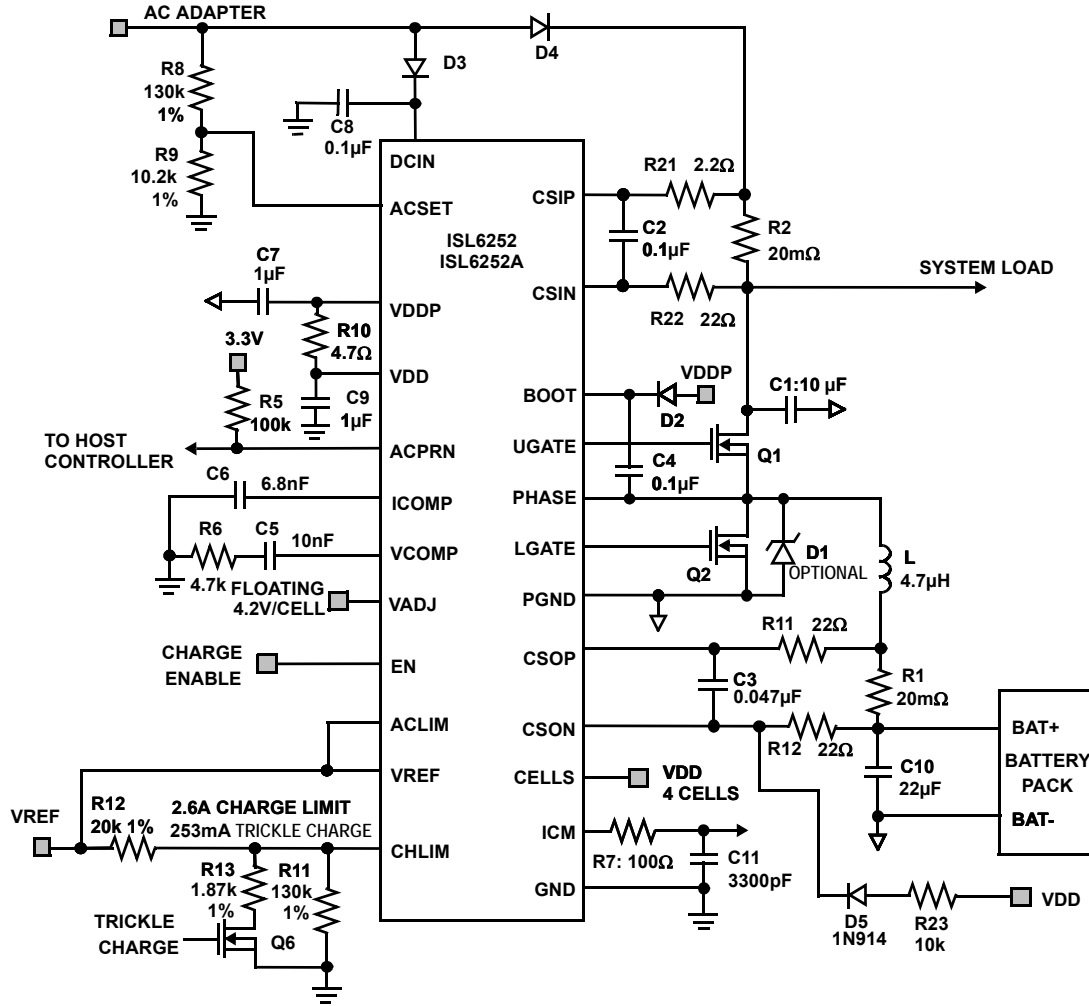 AC ADAPTER
D4
D3
R8
130k
1%
C8
0.1µF
R9
10.2k
1%
DCIN
ACSET
ISL6252
ISL6252A
CSIP
R21 2.2Ω
C2
0.1µF
R2
20mΩ
CSIN
R22 22Ω
SYSTEM LOAD
C7
1µF
VDDP
R10
4.7Ω
3.3V
VDD
R5
100k
C9
1µF
BOOT
VDDP
D2
C1:10 µF
TO HOST
CONTROLLER
ACPRN
UGATE
Q1
C4
0.1µF
C6
6.8nF
ICOMP
PHASE
R6
C5
10nF
VCOMP
4.7k
LGATE
Q2
D1
OPTIONAL
L
4.7µH
FLOATING
4.2V/CELL
VADJ
PGND
R11 22Ω
CHARGE
ENABLE
EN
CSOP
C3
0.047µF
R1
20mΩ
ACLIM
CSON
R12 22Ω
BAT+
BATTERY
PACK
BAT-
VREF
CELLS
VDD
4 CELLS
C10
22µF
VREF
R12
20k 1%
2.6A CHARGE LIMIT
253mA TRICKLE CHARGE
CHLIM
ICM
R7: 100Ω
C11
3300pF
R13
1.87k
1%
R11
130k
1%
GND
TRICKLE
CHARGE
Q6
D5
1N914
R23
10k
VDD